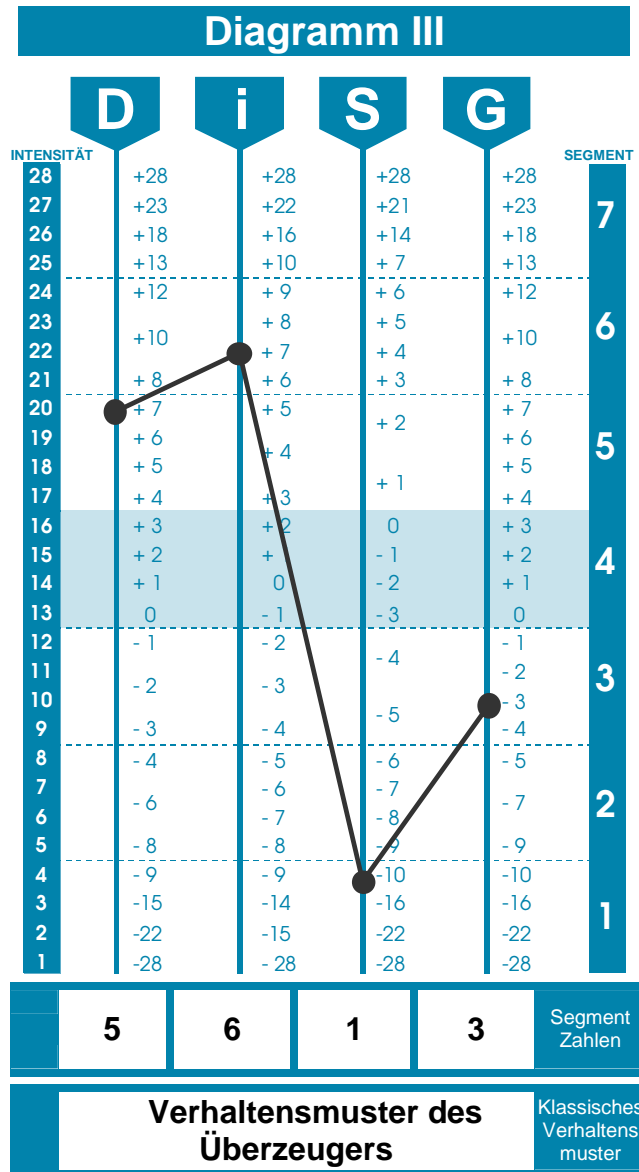 Diagramm III
D i S G
INTENSITÄT SEGMENT
28 +28 +28 +28 +28
27 +23 +22 +21 +23 7
26 +18 +16 +14 +18
25 +13 +10 + 7 +13
24 +12 + 9 + 6 +12
23 + 8 + 5
+10 +10 6
22 + 7 + 4
21 + 8 + 6 + 3 + 8
20 + 7 + 5 + 7
+ 2
19 + 6 + 6 5
+ 4
18 + 5 + 5
+ 1
17 + 4 + 3 + 4
16 + 3 + 2 0 + 3
15 + 2 + - 1 + 2 4
14 + 1 0 - 2 + 1
13 0 - 1 - 3 0
12 - 1 - 2 - 1
- 4
11 - 2
- 2 - 3 3
10 - 3
- 5
9 - 3 - 4 - 4
8 - 4 - 5 - 6 - 5
7 - 6 - 7
- 6 - 7 2
6 - 7 - 8
5 - 8 - 8 - 9 - 9
4 - 9 - 9 -10 -10
3 -15 -14 -16 -16 1
2 -22 -15 -22 -22
1 -28 - 28 -28 -28
5 6 1 3 Segment
Zahlen
Verhaltensmuster des
Überzeugers
Klassisches
Verhaltens
muster